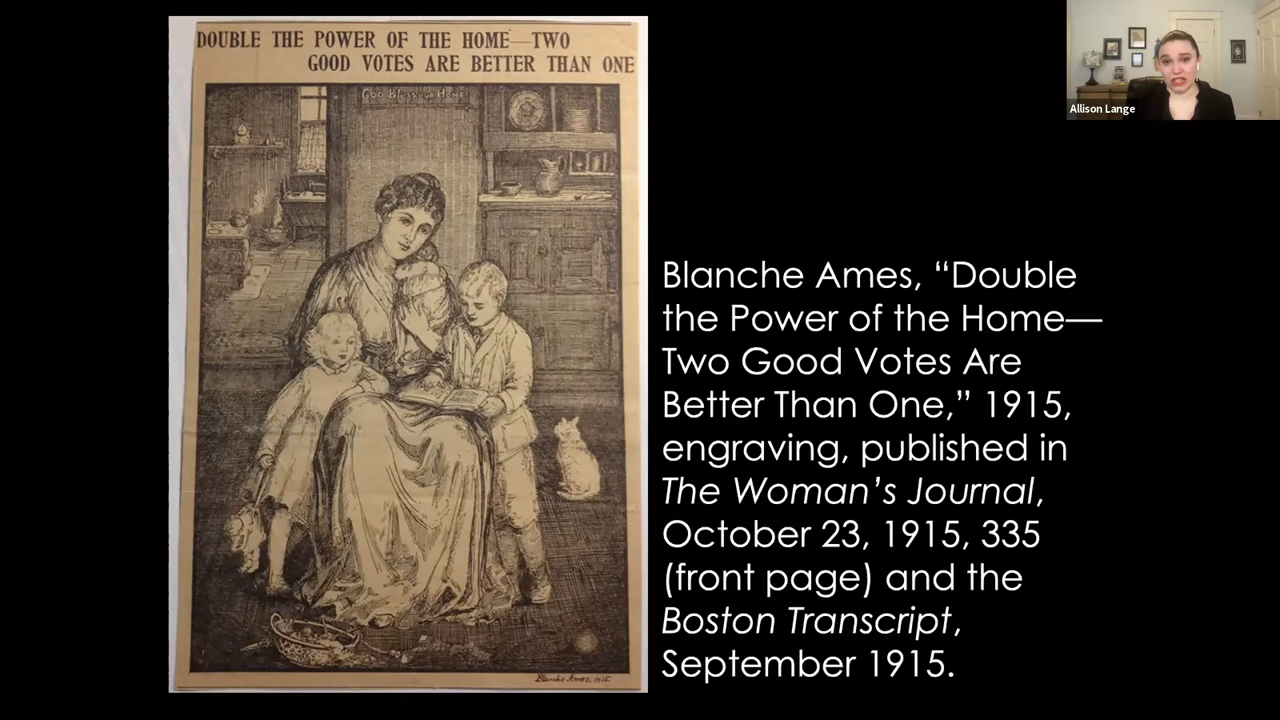 DOUBLE THE POWER OF THE HOME—TWO
GOOD VOTES ARE BETTER THAN ONE
God Bless our Home
Blanche Ames. 1915
Allison Lange
Blanche Ames, “Double
the Power of the Home—
Two Good Votes Are
Better Than One,” 1915,
engraving, published in
The Woman’s Journal,
October 23, 1915, 335
(front page) and the
Boston Transcript,
September 1915.